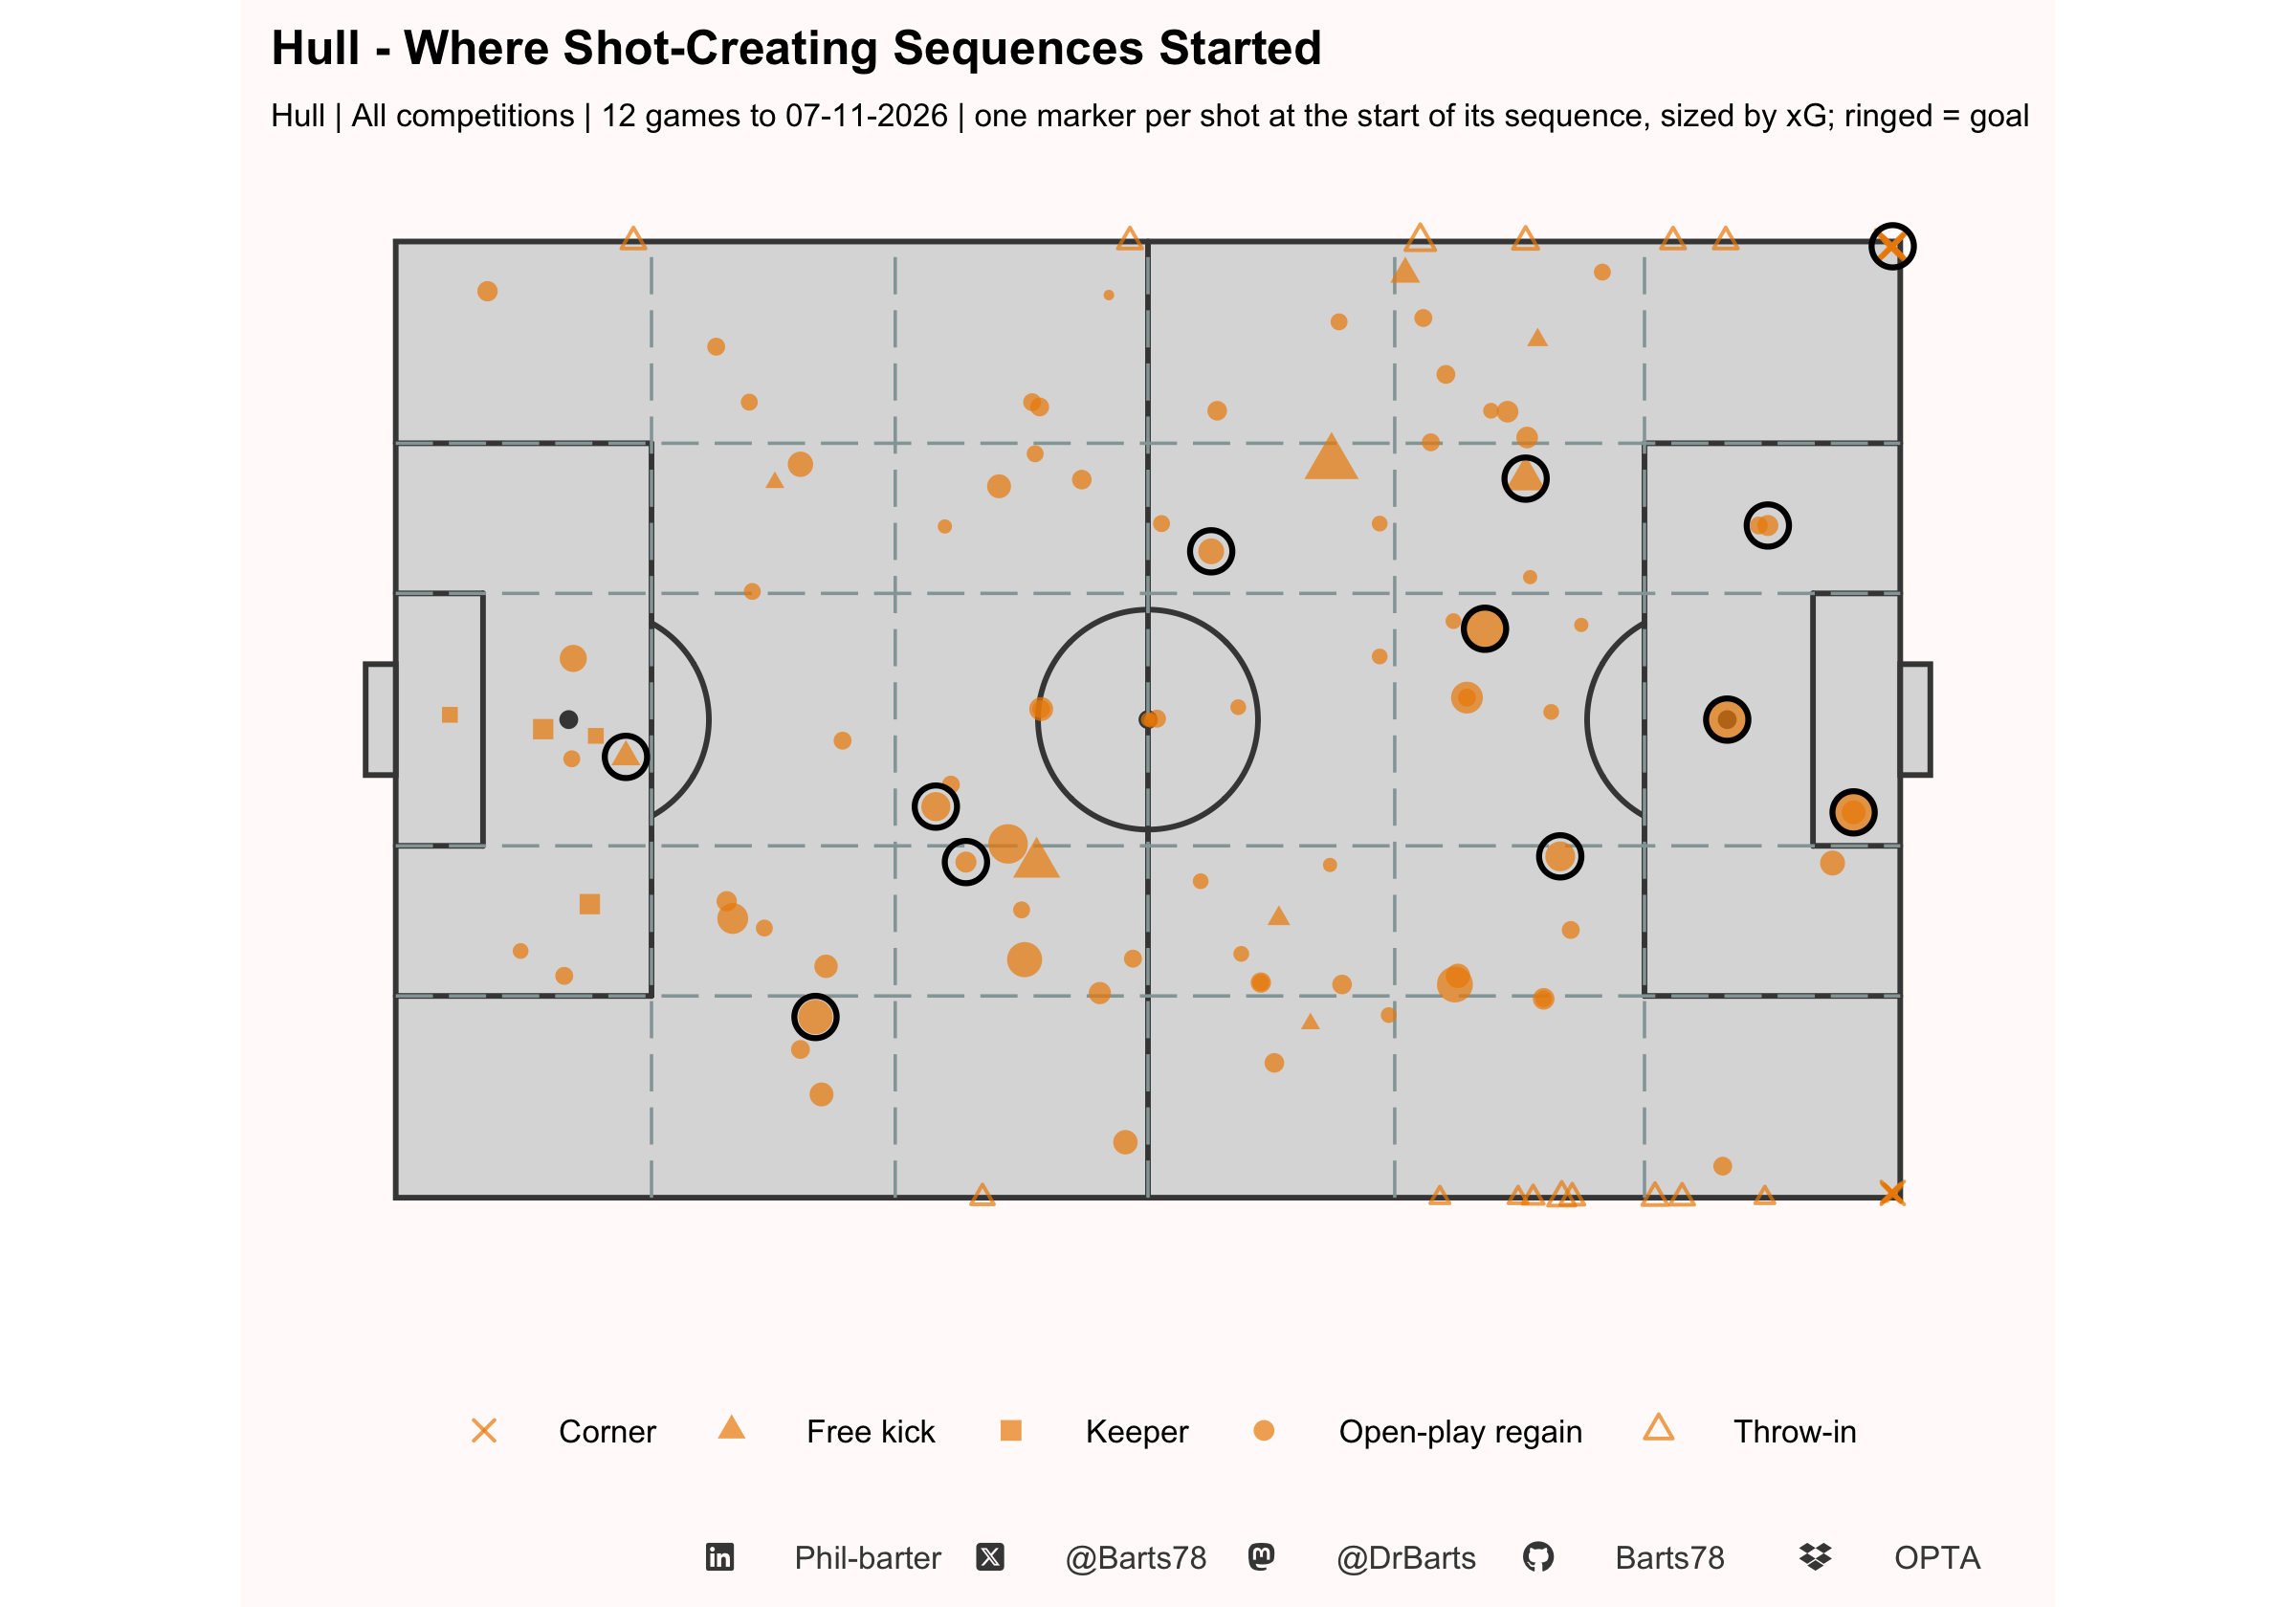 Hull - Where Shot-Creating Sequences Started
Hull | All competitions | 12 games to 07-11-2026 | one marker per shot at the start of its sequence, sized by xG; ringed = goal
Corner Free kick Keeper Open-play regain Throw-in
Phil-barter @Barts78 @DrBarts Barts78 OPTA